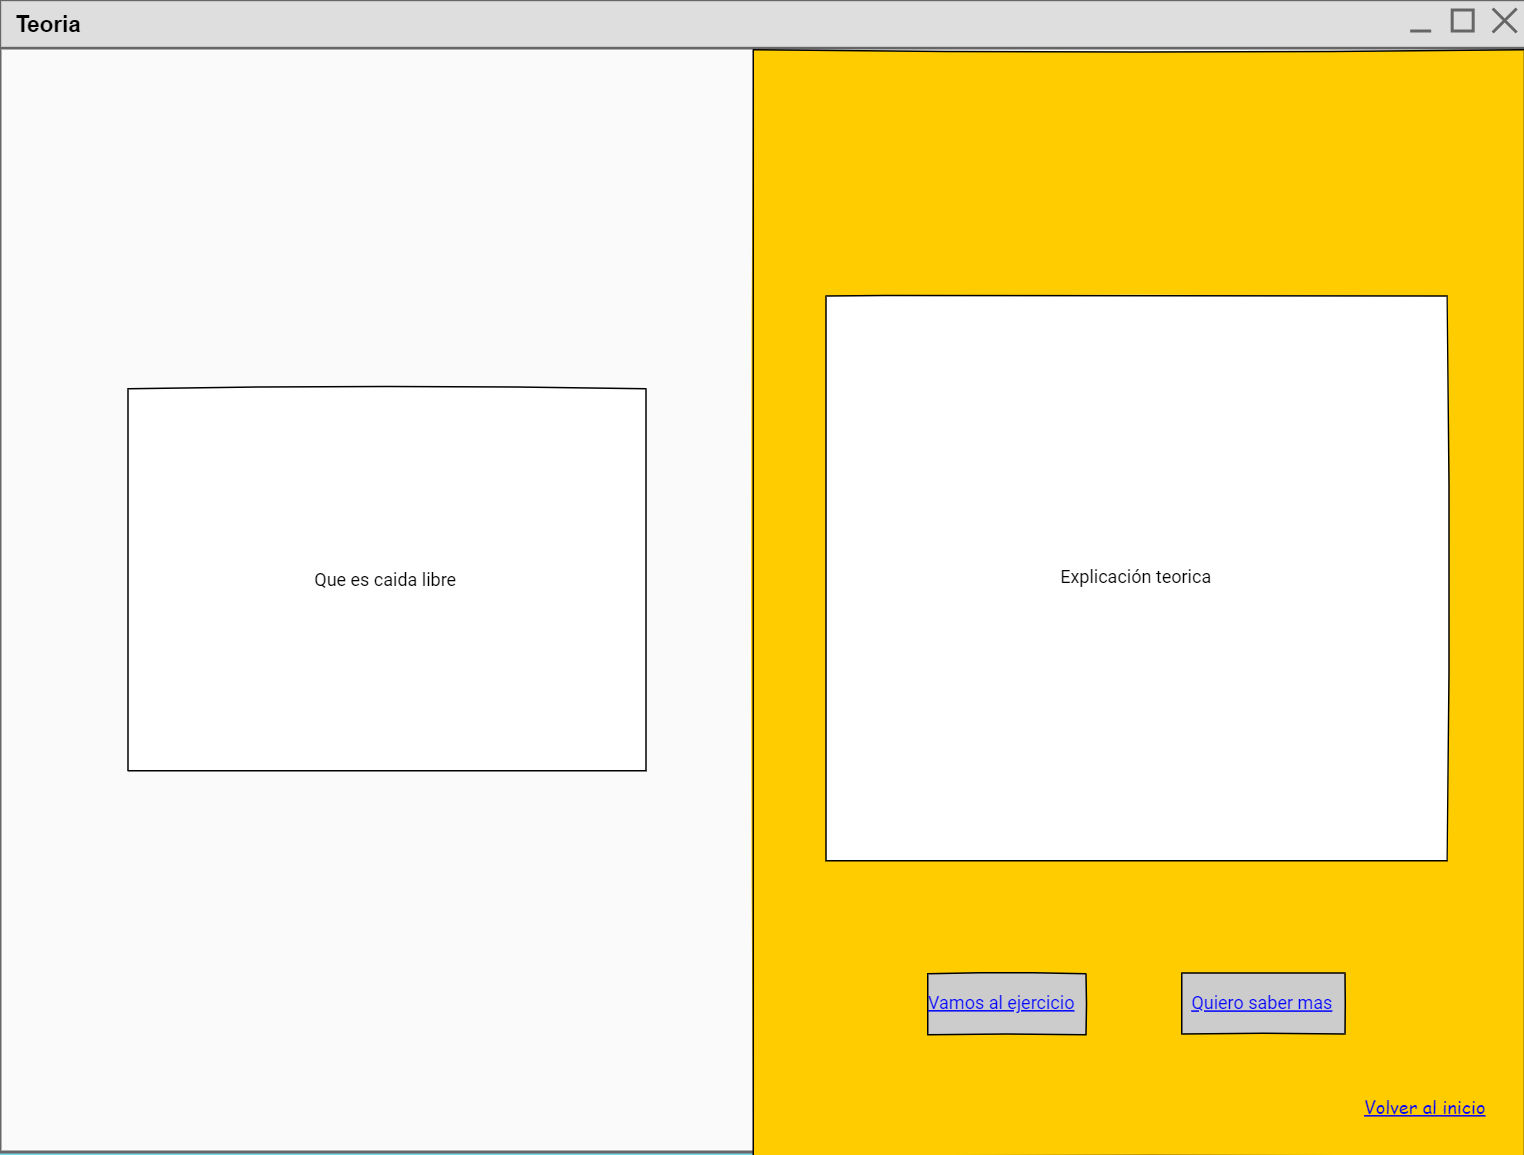 Teoria
Que es caida libre
Explicación teorica
Vamos al ejercicio
Quiero saber mas
Volver al inicio